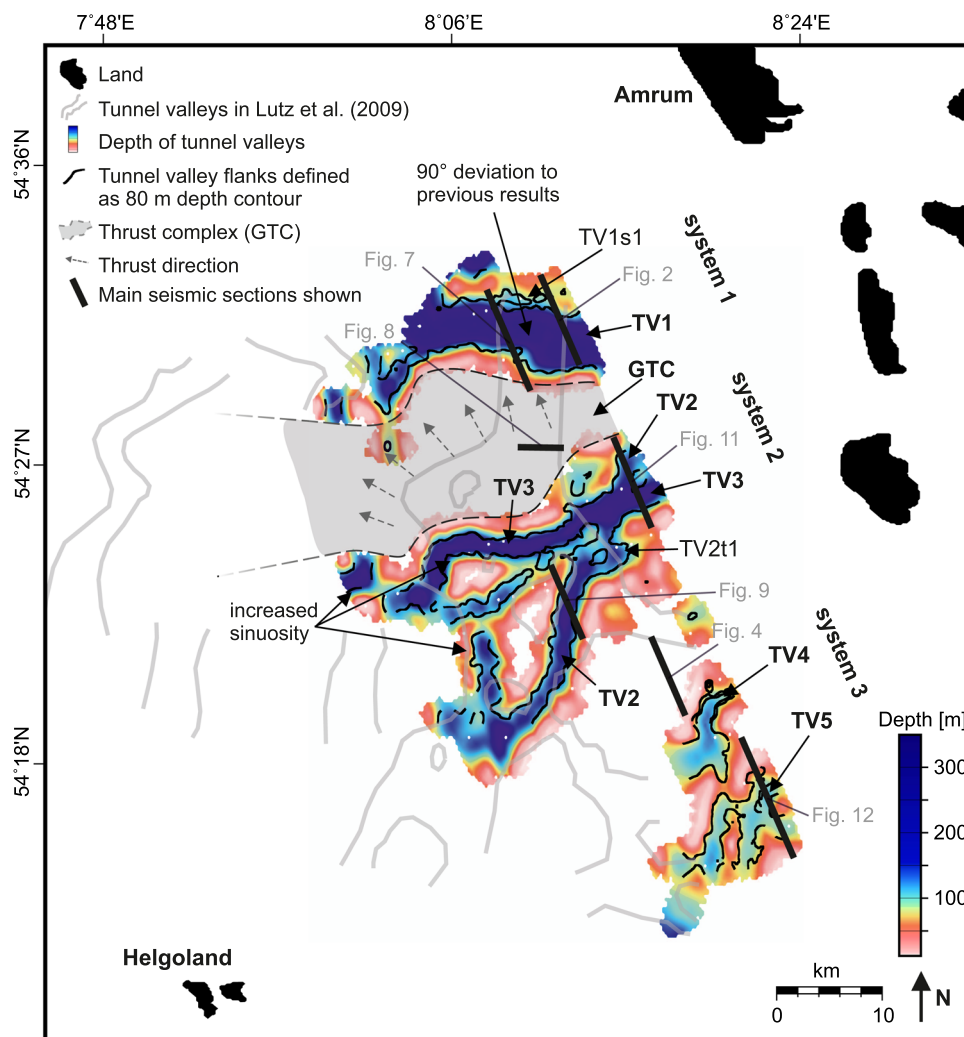 7˚48'E
8˚06'E
8˚24'E
Land
Tunnel valleys in Lutz et al. (2009)
Depth of tunnel valleys
Tunnel valley flanks defined
as 80 m depth contour
Thrust complex (GTC)
Thrust direction
Main seismic sections shown
Amrum
54˚36'N
90° deviation to
previous results
TV1s1
system 1
Fig. 7
Fig. 2
Fig. 8
TV1
GTC
TV2
system 2
Fig. 11
54˚27'N
TV3
TV3
TV2t1
Fig. 9
increased
sinuosity
Fig. 4
system 3
TV4
TV2
TV5
Depth [m]
54˚18'N
300
Fig. 12
200
100
Helgoland
km
0
10
N